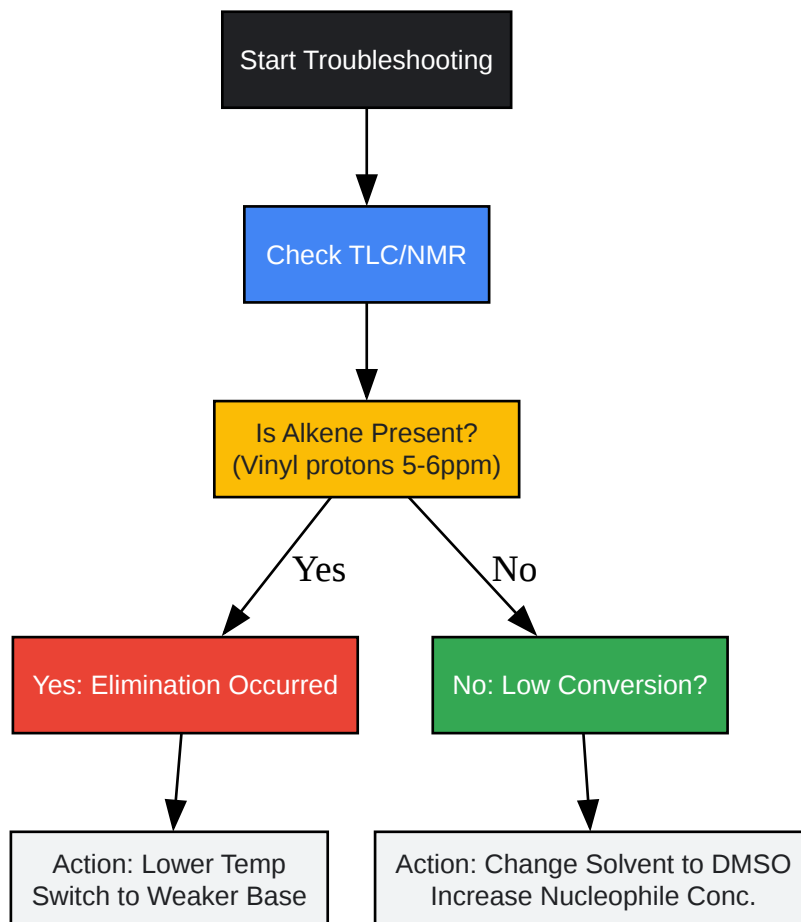 Start Troubleshooting
Check TLC/NMR
Is Alkene Present?
(Vinyl protons 5-6ppm)
Yes
No
Yes: Elimination Occurred
No: Low Conversion?
Action: Lower Temp
Switch to Weaker Base
Action: Change Solvent to DMSO
Increase Nucleophile Conc.